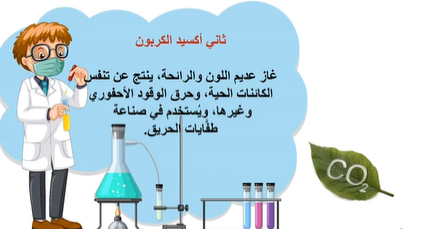 ثاني أكسيد الكربون
غاز عديم اللون والرائحة، ينتج عن تنفس
الكائنات الحية، وحرق الوقود الأحفوري
وغيرها، ويُستخدم في صناعة
طفايات الحريق.
CO2